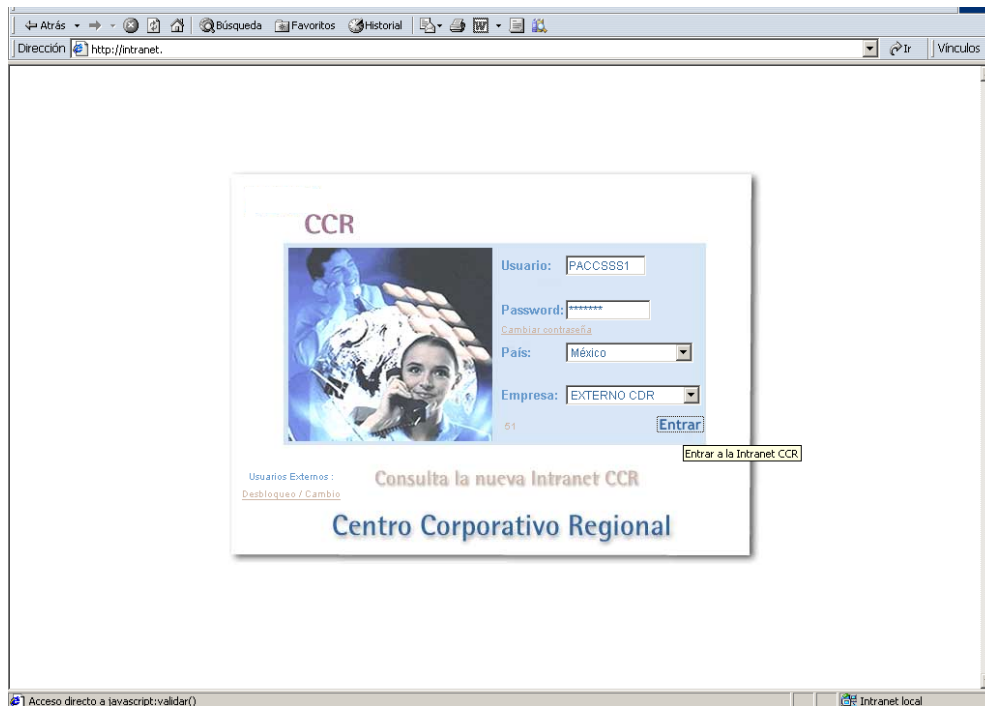 Atrás Búsqueda Favoritos Historial
Dirección http://intranet. Ir Vínculos
CCR
Usuario: PACCSSS1
Password: *******
Cambiar contraseña
País: México
Empresa: EXTERNO CDR
51 Entrar
Entrar a la Intranet CCR
Usuarios Externos :
Consulta la nueva Intranet CCR
Desbloqueo / Cambio
Centro Corporativo Regional
Acceso directo a javascript:validar() Intranet local